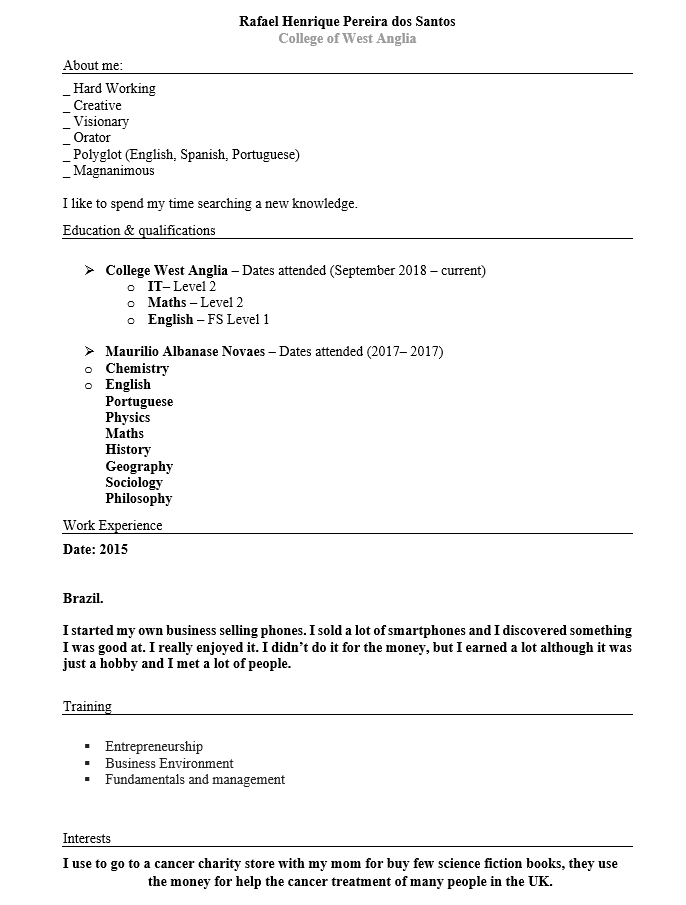 Rafael Henrique Pereira dos Santos
College of West Anglia
About me:
_ Hard Working
_ Creative
_ Visionary
_ Orator
_ Polyglot (English, Spanish, Portuguese)
_ Magnanimous
I like to spend my time searching a new knowledge.
Education & qualifications
➢ College West Anglia – Dates attended (September 2018 – current)
o IT– Level 2
o Maths – Level 2
o English – FS Level 1
➢ Maurilio Albanase Novaes – Dates attended (2017– 2017)
o Chemistry
o English
Portuguese
Physics
Maths
History
Geography
Sociology
Philosophy
Work Experience
Date: 2015
Brazil.
I started my own business selling phones. I sold a lot of smartphones and I discovered something
I was good at. I really enjoyed it. I didn’t do it for the money, but I earned a lot although it was
just a hobby and I met a lot of people.
Training
▪ Entrepreneurship
▪ Business Environment
▪ Fundamentals and management
Interests
I use to go to a cancer charity store with my mom for buy few science fiction books, they use
the money for help the cancer treatment of many people in the UK.